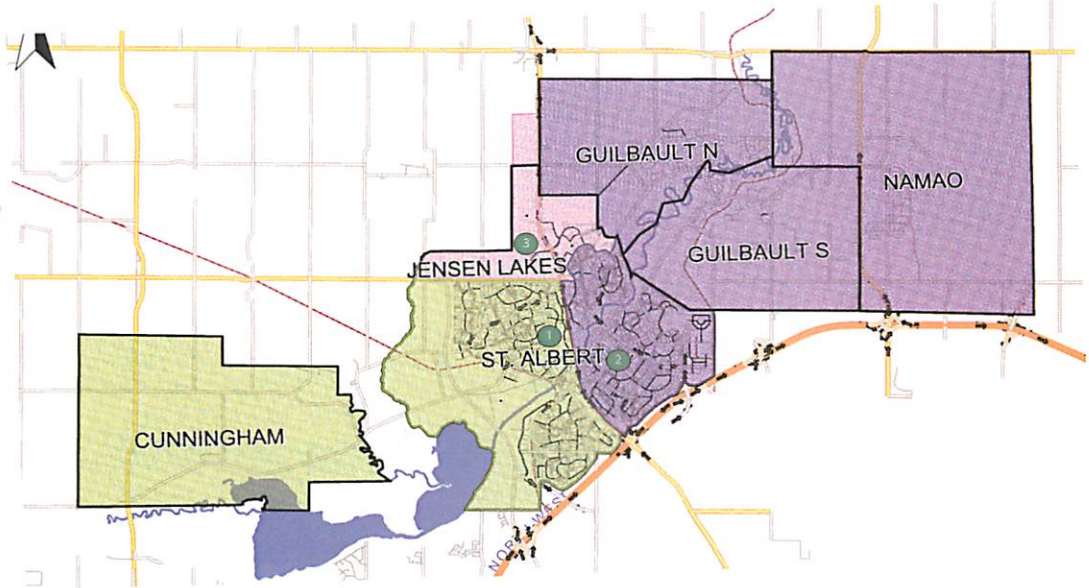 GUILBAULT N
NAMAO
GUILBAULT S
3
JENSEN LAKES
1
ST. ALBERT
2
CUNNINGHAM